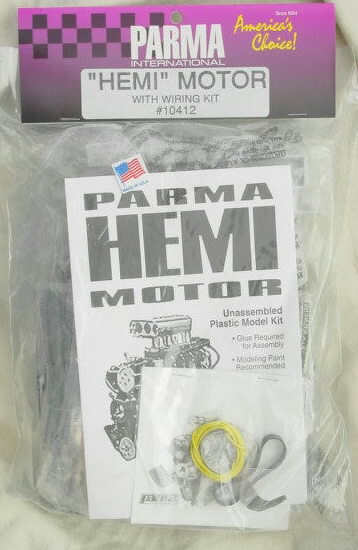 Since 1964
PARMA
INTERNATIONAL
America's
Choice!
"HEMI" MOTOR
WITH WIRING KIT
#10412
MADE IN U.S.A.
PARMA
HEMI
MOTOR
Unassembled
Plastic Model Kit
• Glue Required
for Assembly
• Modeling Paint
Recommended
parma